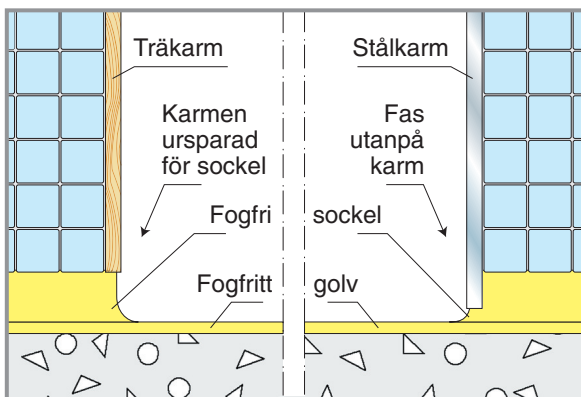 Träkarm
Stålkarm
Karmen
ursparad
för sockel
Fas
utanpå
karm
Fogfri sockel
Fogfritt golv